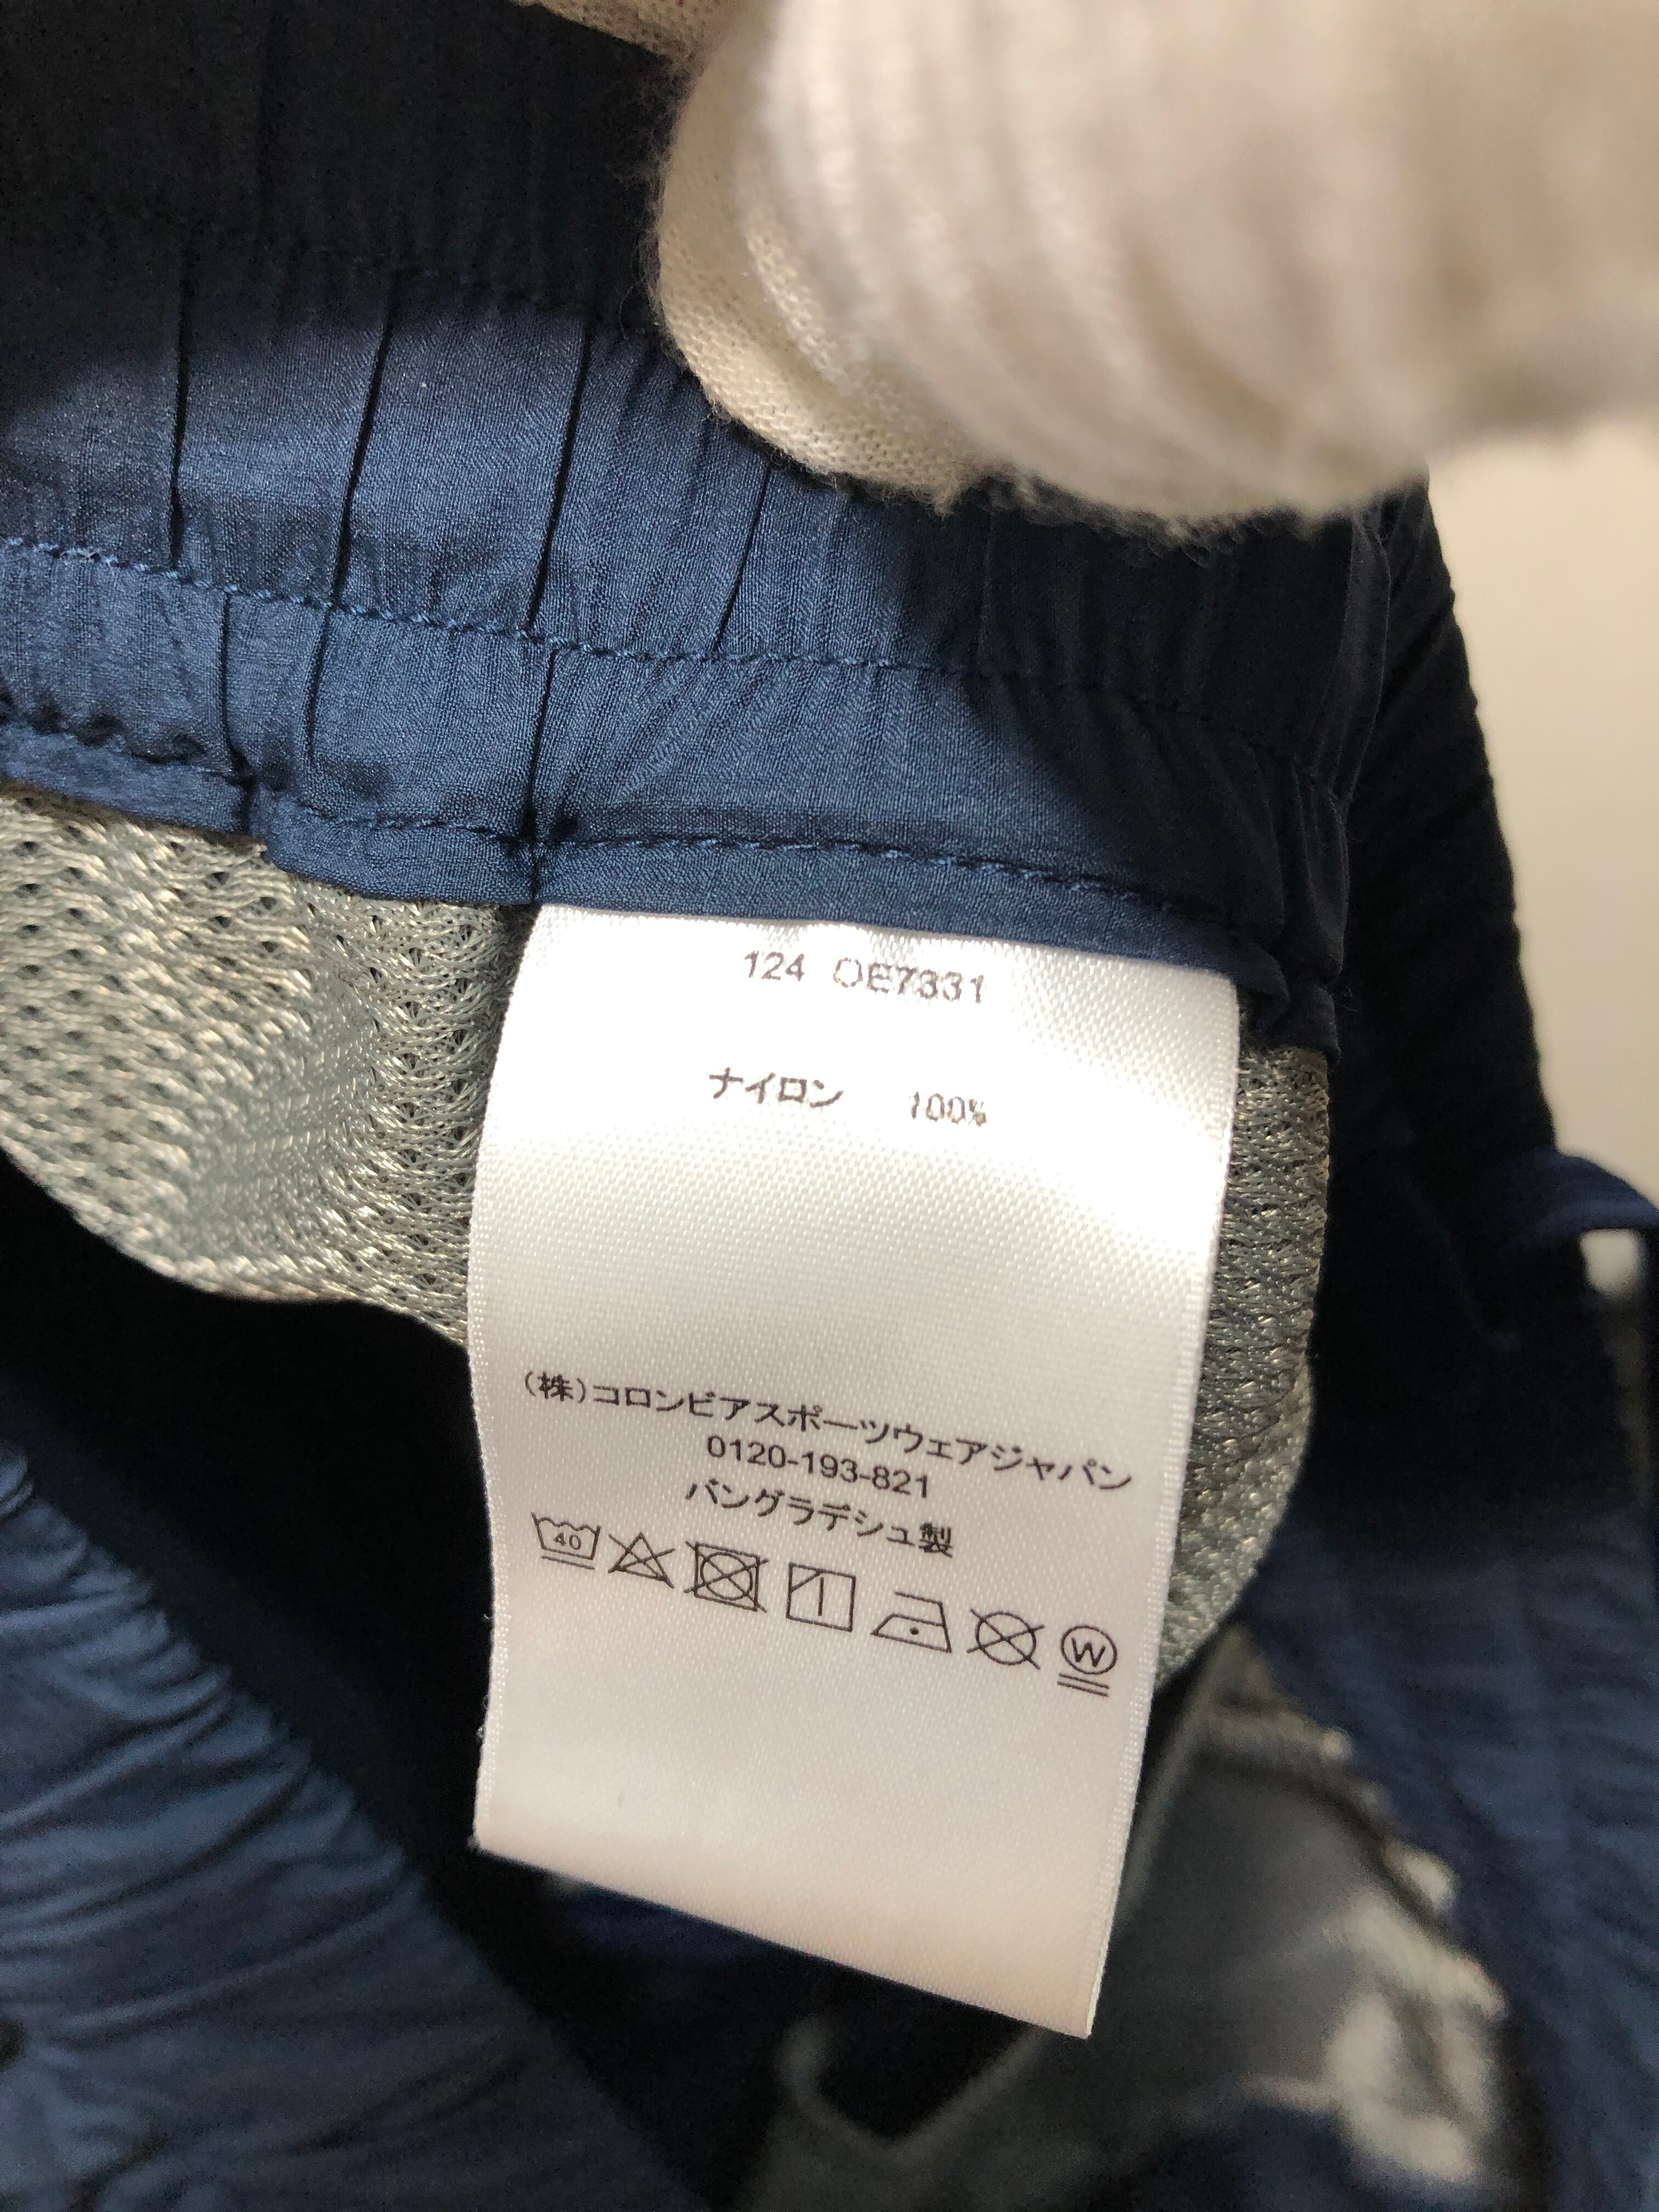 124 OE7331
ナイロン 100%
(株)コロンビアスポーツウェアジャパン
0120-193-821
バングラデシュ製
40
W